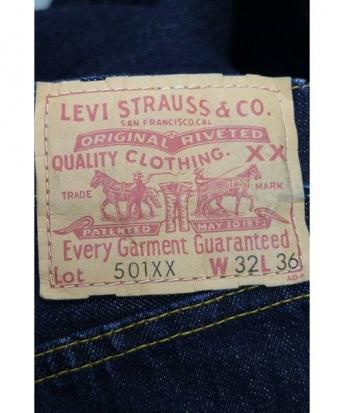 LEVI STRAUSS & CO.
SAN FRANCISCO, CAL.
ORIGINAL RIVETED
QUALITY CLOTHING. XX
TRADE MARK
PATENTED MAY 20 1873
Every Garment Guaranteed
Lot 501XX W 32 L 36